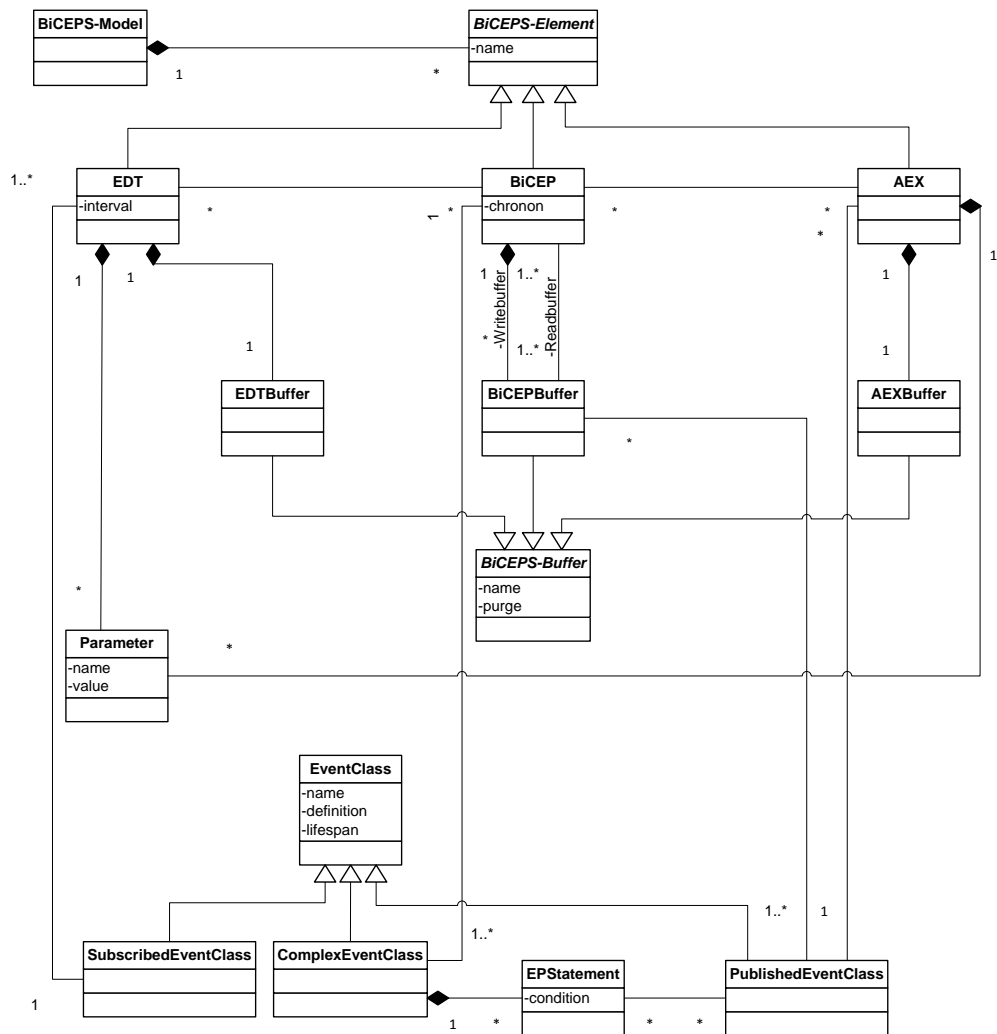 BiCEPS-Model
BiCEPS-Element
-name
1
*
1..*
EDT
-interval
BiCEP
-chronon
AEX
*
1
*
*
*
*
1
1
1
1
1..*
1
-Writebuffer
-Readbuffer
*
1..*
1
1
EDTBuffer
BiCEPBuffer
AEXBuffer
*
BiCEPS-Buffer
-name
-purge
*
*
Parameter
-name
-value
EventClass
-name
-definition
-lifespan
1..*
1..*
1
SubscribedEventClass
ComplexEventClass
EPStatement
-condition
PublishedEventClass
1
1
*
*
*